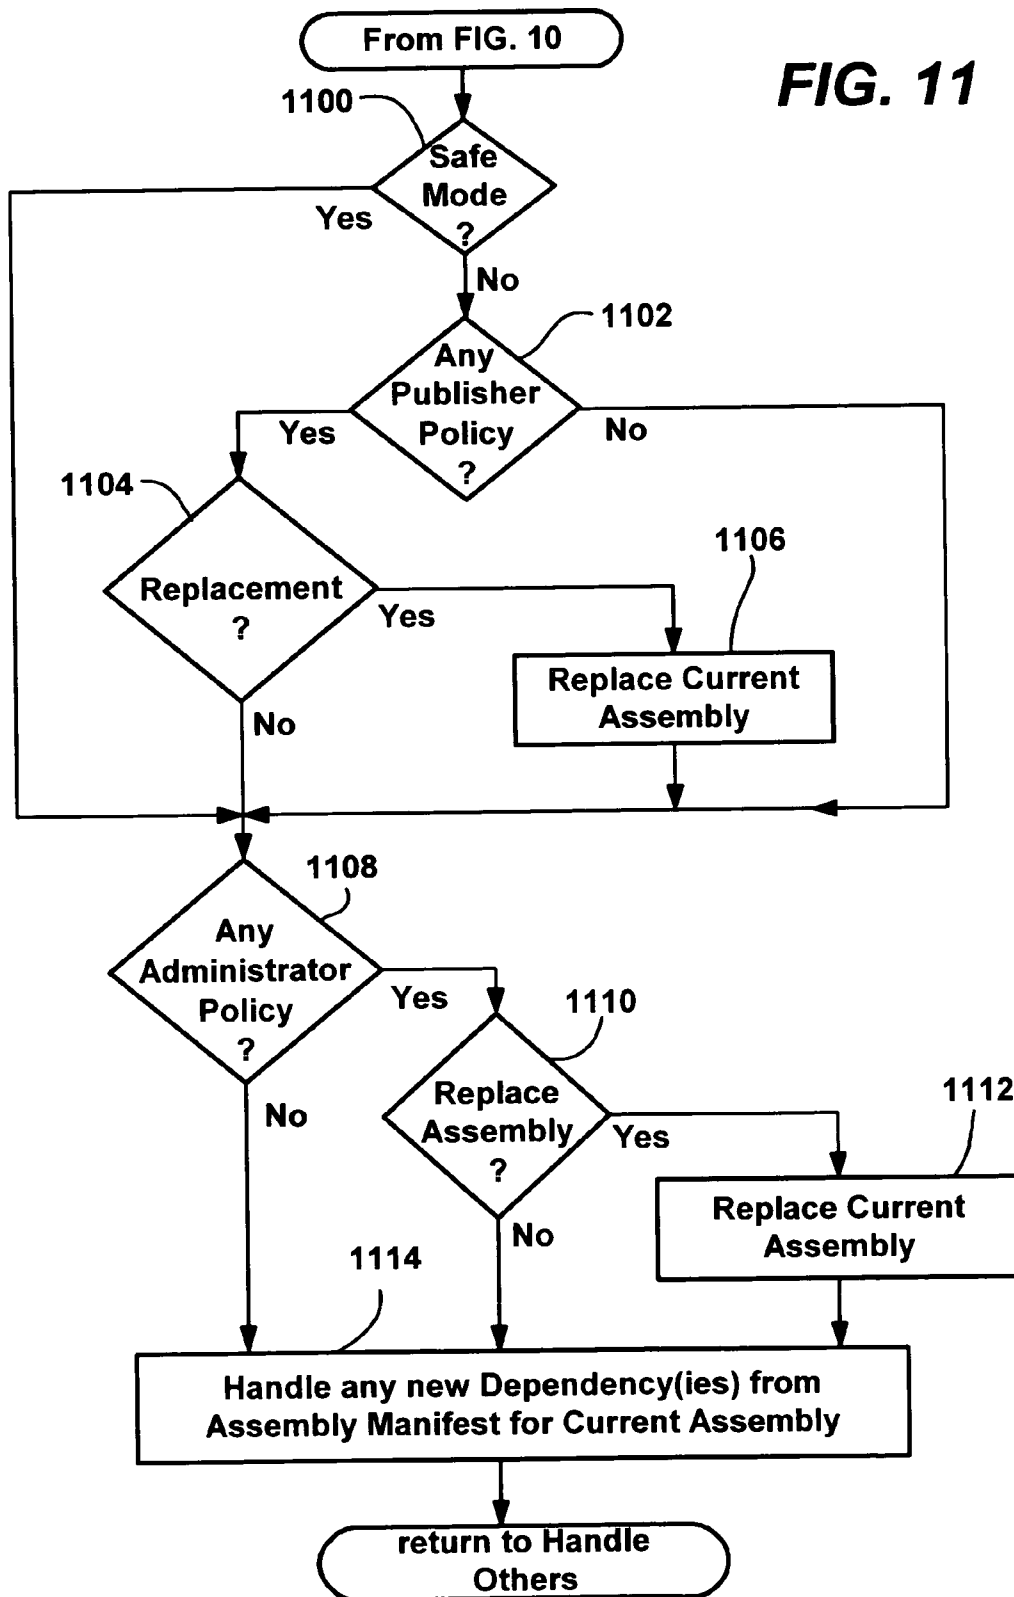 From FIG. 10
FIG. 11
1100
Safe
Mode
?
Yes
No
1102
Any
Publisher
Policy
?
Yes
No
1104
Replacement
?
Yes
No
1106
Replace Current
Assembly
1108
Any
Administrator
Policy
?
Yes
No
1110
Replace
Assembly
?
Yes
No
1112
Replace Current
Assembly
1114
Handle any new Dependency(ies) from
Assembly Manifest for Current Assembly
return to Handle
Others